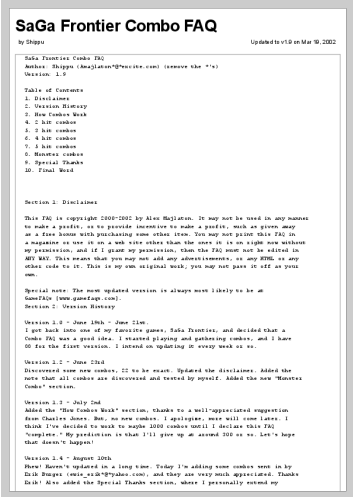 SaGa Frontier Combo FAQ
by Shippu
Updated to v1.9 on Mar 19, 2002
SaGa Frontier Combo FAQ
Author: Shippu (Amajlaton*@*excite.com) (remove the *'s)
Version: 1.9
Table of Contents
1. Disclaimer
2. Version History
3. How Combos Work
4. 2 hit combos
5. 3 hit combos
6. 4 hit combos
7. 5 hit combos
8. Monster combos
9. Special Thanks
10. Final Word
Section 1: Disclaimer
This FAQ is copyright 2000-2002 by Alex Majlaton. It may not be used in any manner
to make a profit, or to provide incentive to make a profit, such as given away
as a free bonus with purchasing some other item. You may not print this FAQ in
a magazine or use it on a web site other than the ones it is on right now without
my permission, and if I grant my permission, then the FAQ must not be edited in
ANY WAY. This means that you may not add any advertisements, or any HTML or any
other code to it. This is my own original work, you may not pass it off as your
own.
Special note: The most updated version is always most likely to be at
GameFAQs [www.gamefaqs.com].
Section 2: Version History
Version 1.0 - June 19th - June 21st.
I got back into one of my favorite games, SaGa Frontier, and decided that a
Combo FAQ was a good idea. I started playing and gathering combos, and I have
80 for the first version. I intend on updating it every week or so.
Version 1.2 - June 23rd
Discovered some new combos, 22 to be exact. Updated the disclaimer. Added the
note that all combos are discovered and tested by myself. Added the new "Monster
Combo" section.
Version 1.3 - July 2nd
Added the "How Combos Work" section, thanks to a well-appreciated suggestion
from Charles Jones. But, no new combos. I apologize, more will come later. I
think I've decided to work to maybe 1000 combos until I declare this FAQ
"complete." My prediction is that I'll give up at around 300 or so. Let's hope
that doesn't happen!
Version 1.4 - August 10th
Phew! Haven't updated in a long time. Today I'm adding some combos sent in by
Erik Burger and they are very much appreciated. Thanks
Erik! Also added the Special Thanks section, where I personally extend my